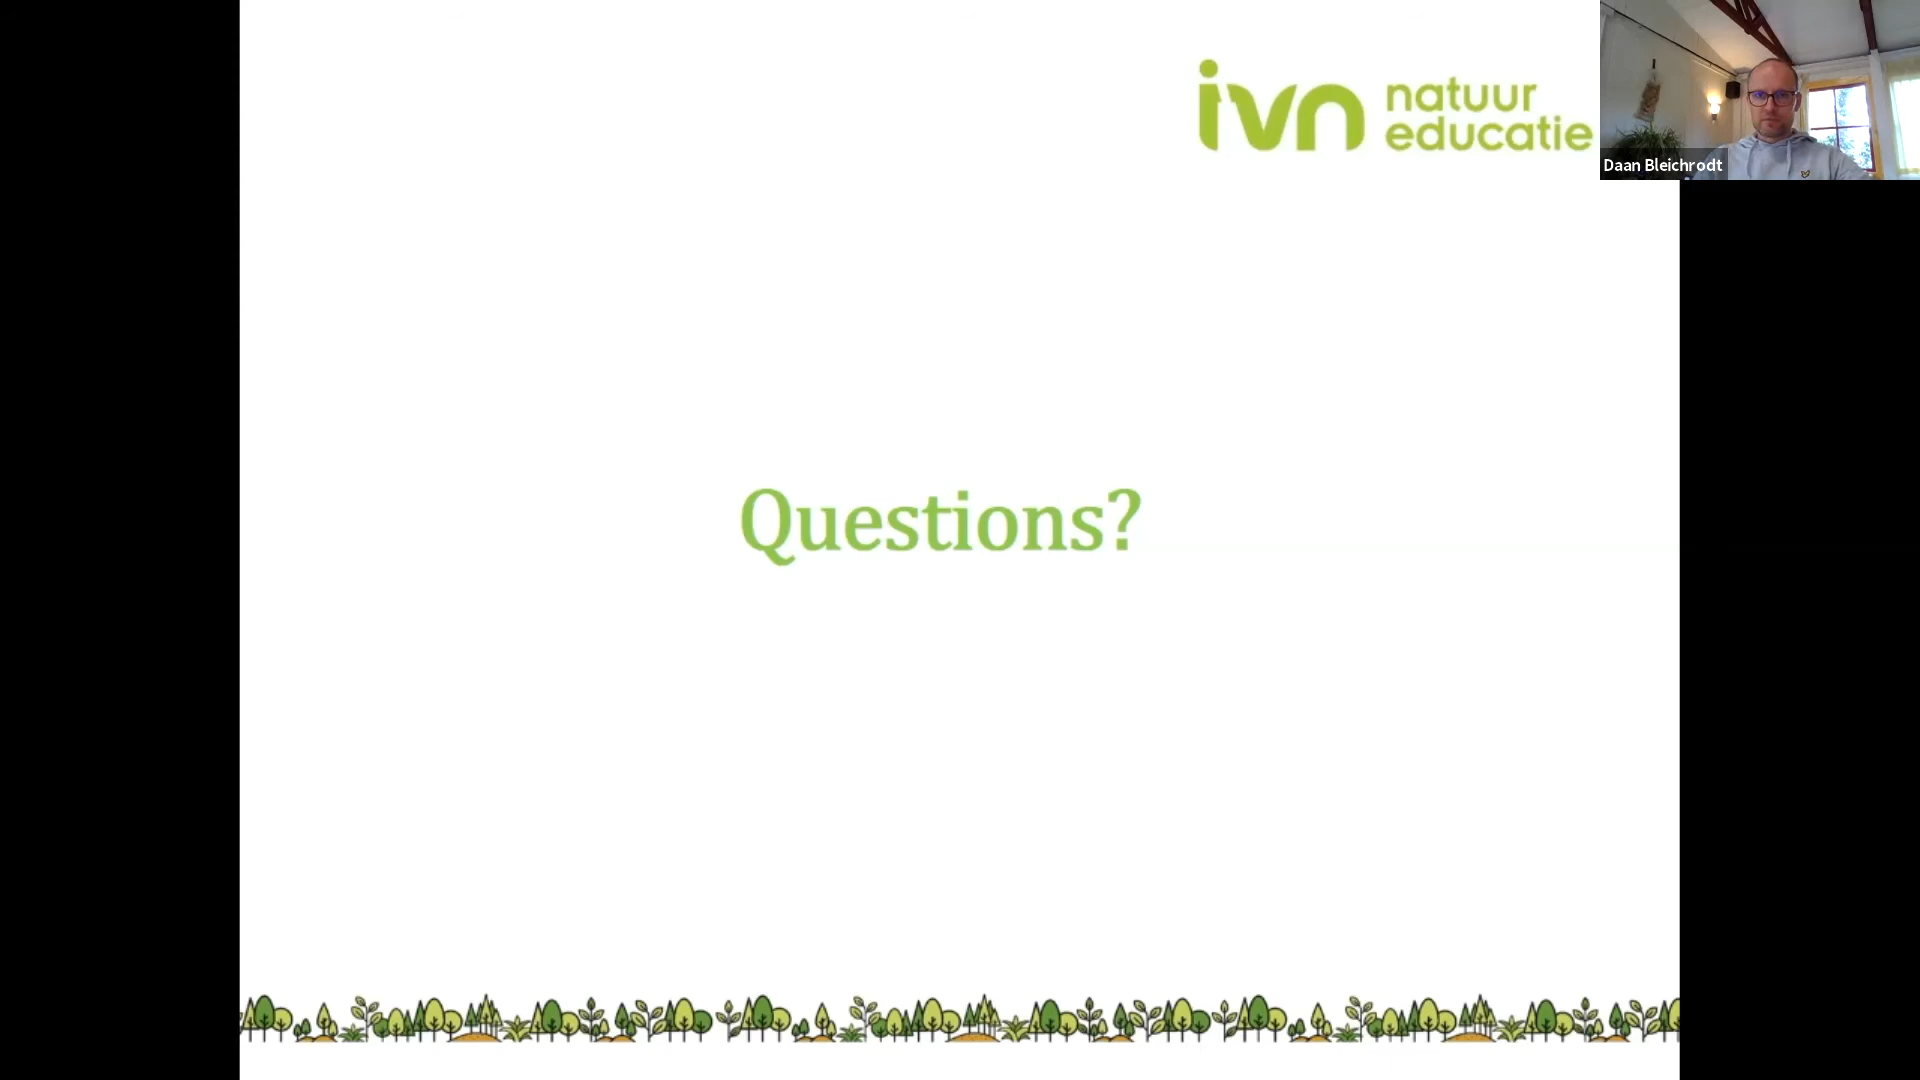 ivn natuur
educatie
Daan Bleichrodt
Questions?